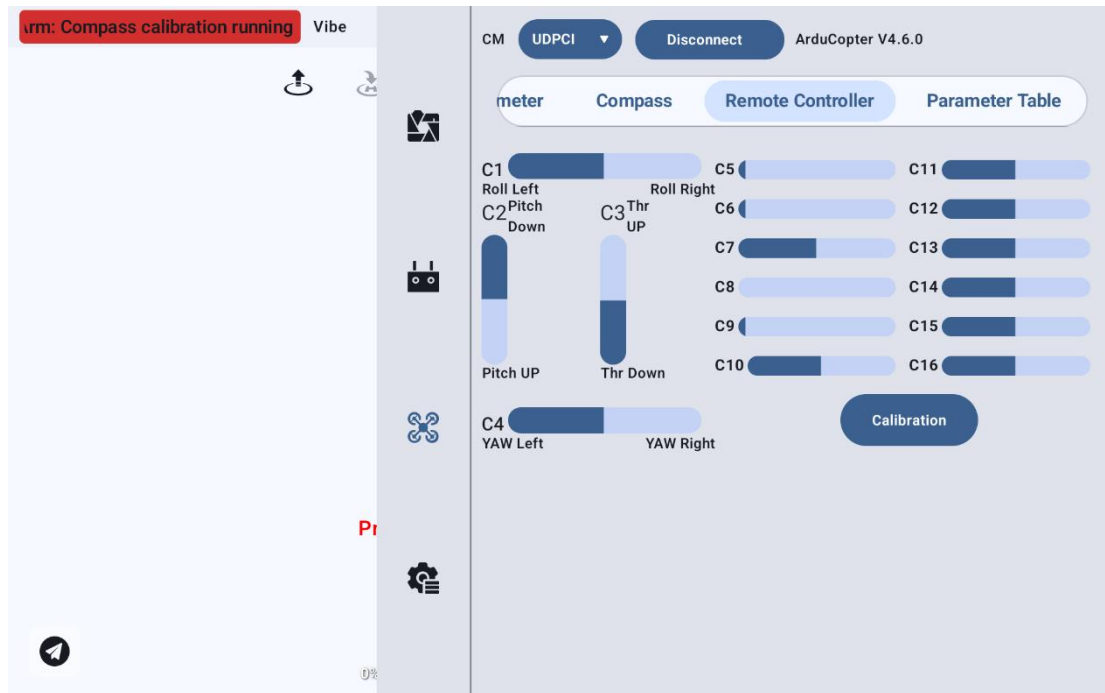 rm: Compass calibration running Vibe
CM UDPCI Disconnect ArduCopter V4.6.0
meter Compass Remote Controller Parameter Table
C1
Roll Left Roll Right
C2 Pitch Down
C3 Thr UP
Pitch UP
Thr Down
C4
YAW Left YAW Right
C5
C6
C7
C8
C9
C10
C11
C12
C13
C14
C15
C16
Calibration
Pr
0%